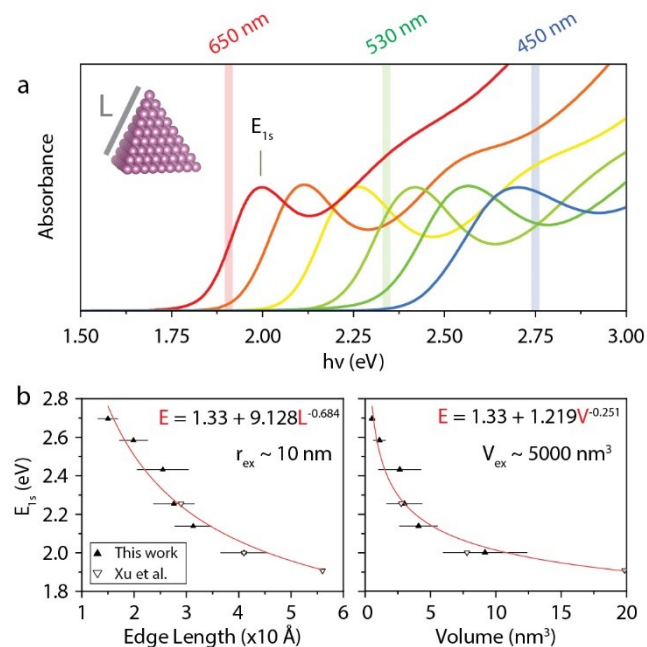 650 nm
530 nm
450 nm
a
L
E1s
Absorbance
1.50 1.75 2.00 2.25 2.50 2.75 3.00
hν (eV)
b
E1s (eV)
2.8
2.6
2.4
2.2
2.0
1.8
E = 1.33 + 9.128L^-0.684
rex ~ 10 nm
▲ This work
▽ Xu et al.
1 2 3 4 5 6
Edge Length (x10 Å)
E = 1.33 + 1.219V^-0.251
Vex ~ 5000 nm³
0 5 10 15 20
Volume (nm³)